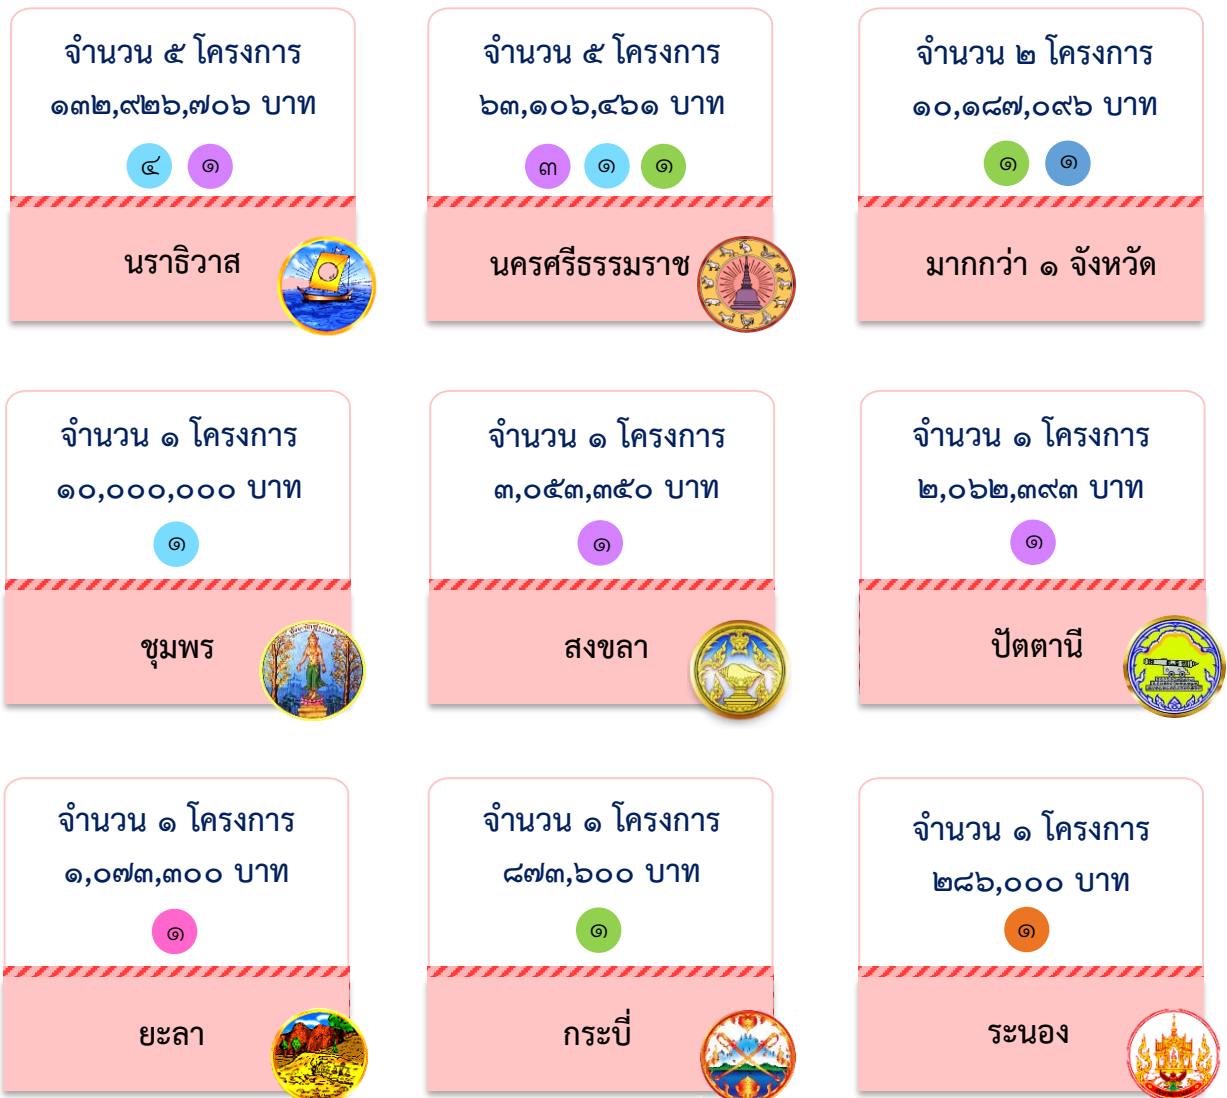 จำนวน ๕ โครงการ
๑๓๒,๙๒๖,๗๐๖ บาท
๔ ๑
นราธิวาส
จำนวน ๕ โครงการ
๖๓,๑๐๖,๔๖๑ บาท
๓ ๑ ๑
นครศรีธรรมราช
จำนวน ๒ โครงการ
๑๐,๑๘๗,๐๙๖ บาท
๑ ๑
มากกว่า ๑ จังหวัด
จำนวน ๑ โครงการ
๑๐,๐๐๐,๐๐๐ บาท
๑
ชุมพร
จำนวน ๑ โครงการ
๓,๐๕๓,๓๕๐ บาท
๑
สงขลา
จำนวน ๑ โครงการ
๒,๐๖๒,๓๙๓ บาท
๑
ปัตตานี
จำนวน ๑ โครงการ
๑,๐๗๓,๓๐๐ บาท
๑
ยะลา
จำนวน ๑ โครงการ
๘๗๓,๖๐๐ บาท
๑
กระบี่
จำนวน ๑ โครงการ
๒๘๖,๐๐๐ บาท
๑
ระนอง